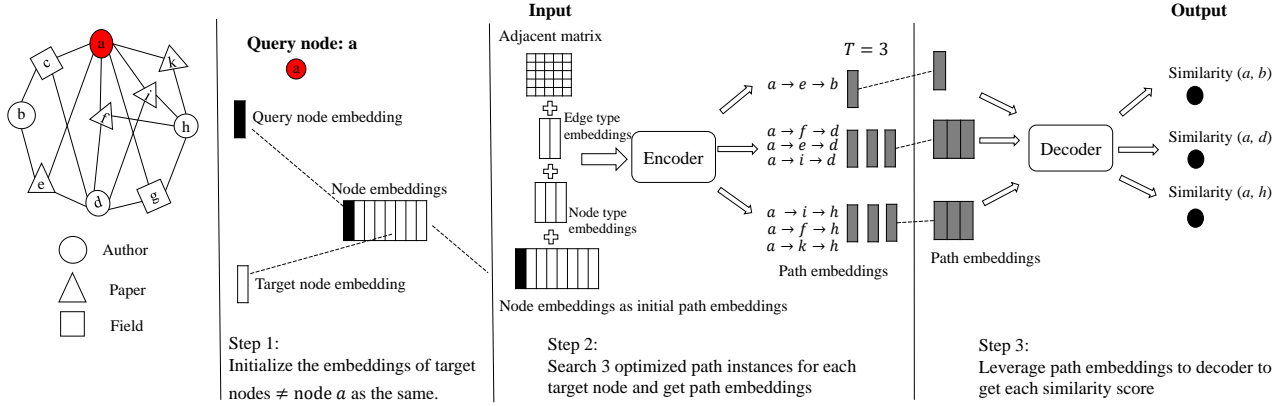 Input
Output
a
c
k
i
b
f
h
e
d
g
Author
Paper
Field
Query node: a
a
Query node embedding
Node embeddings
Target node embedding
Step 1:
Initialize the embeddings of target
nodes ≠ node a as the same.
Adjacent matrix
Edge type
embeddings
Node type
embeddings
Node embeddings as initial path embeddings
Encoder
T = 3
a → e → b
a → f → d
a → e → d
a → i → d
a → i → h
a → f → h
a → k → h
Path embeddings
Step 2:
Search 3 optimized path instances for each
target node and get path embeddings
Path embeddings
Decoder
Similarity (a, b)
Similarity (a, d)
Similarity (a, h)
Step 3:
Leverage path embeddings to decoder to
get each similarity score